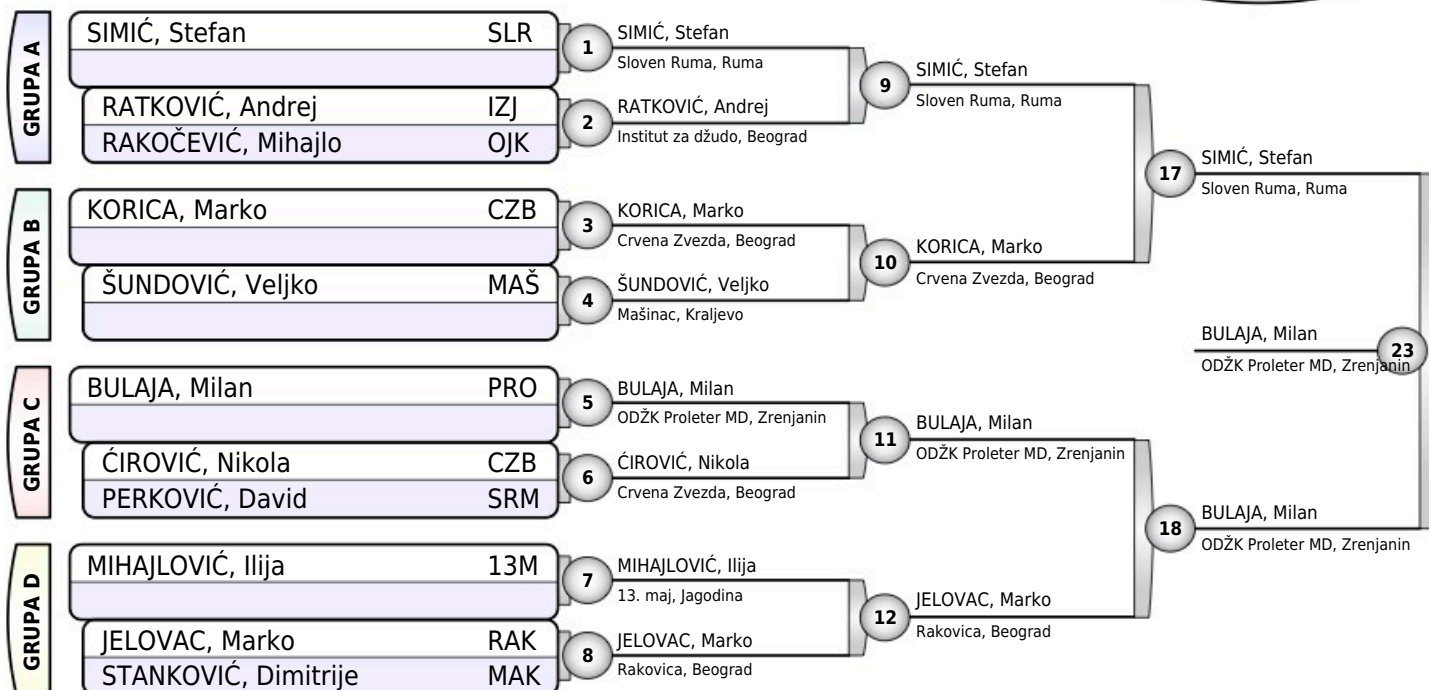 GRUPA A
SIMIĆ, Stefan SLR
RATKOVIĆ, Andrej IZJ
RAKOČEVIĆ, Mihajlo OJK
GRUPA B
KORICA, Marko CZB
ŠUNDOVIĆ, Veljko MAŠ
GRUPA C
BULAJA, Milan PRO
ĆIROVIĆ, Nikola CZB
PERKOVIĆ, David SRM
GRUPA D
MIHAJLOVIĆ, Ilija 13M
JELOVAC, Marko RAK
STANKOVIĆ, Dimitrije MAK
1
SIMIĆ, Stefan
Sloven Ruma, Ruma
2
RATKOVIĆ, Andrej
Institut za džudo, Beograd
3
KORICA, Marko
Crvena Zvezda, Beograd
4
ŠUNDOVIĆ, Veljko
Mašinac, Kraljevo
5
BULAJA, Milan
ODŽK Proleter MD, Zrenjanin
6
ĆIROVIĆ, Nikola
Crvena Zvezda, Beograd
7
MIHAJLOVIĆ, Ilija
13. maj, Jagodina
8
JELOVAC, Marko
Rakovica, Beograd
9
SIMIĆ, Stefan
Sloven Ruma, Ruma
10
KORICA, Marko
Crvena Zvezda, Beograd
11
BULAJA, Milan
ODŽK Proleter MD, Zrenjanin
12
JELOVAC, Marko
Rakovica, Beograd
17
SIMIĆ, Stefan
Sloven Ruma, Ruma
18
BULAJA, Milan
ODŽK Proleter MD, Zrenjanin
BULAJA, Milan
ODŽK Proleter MD, Zrenjanin
23